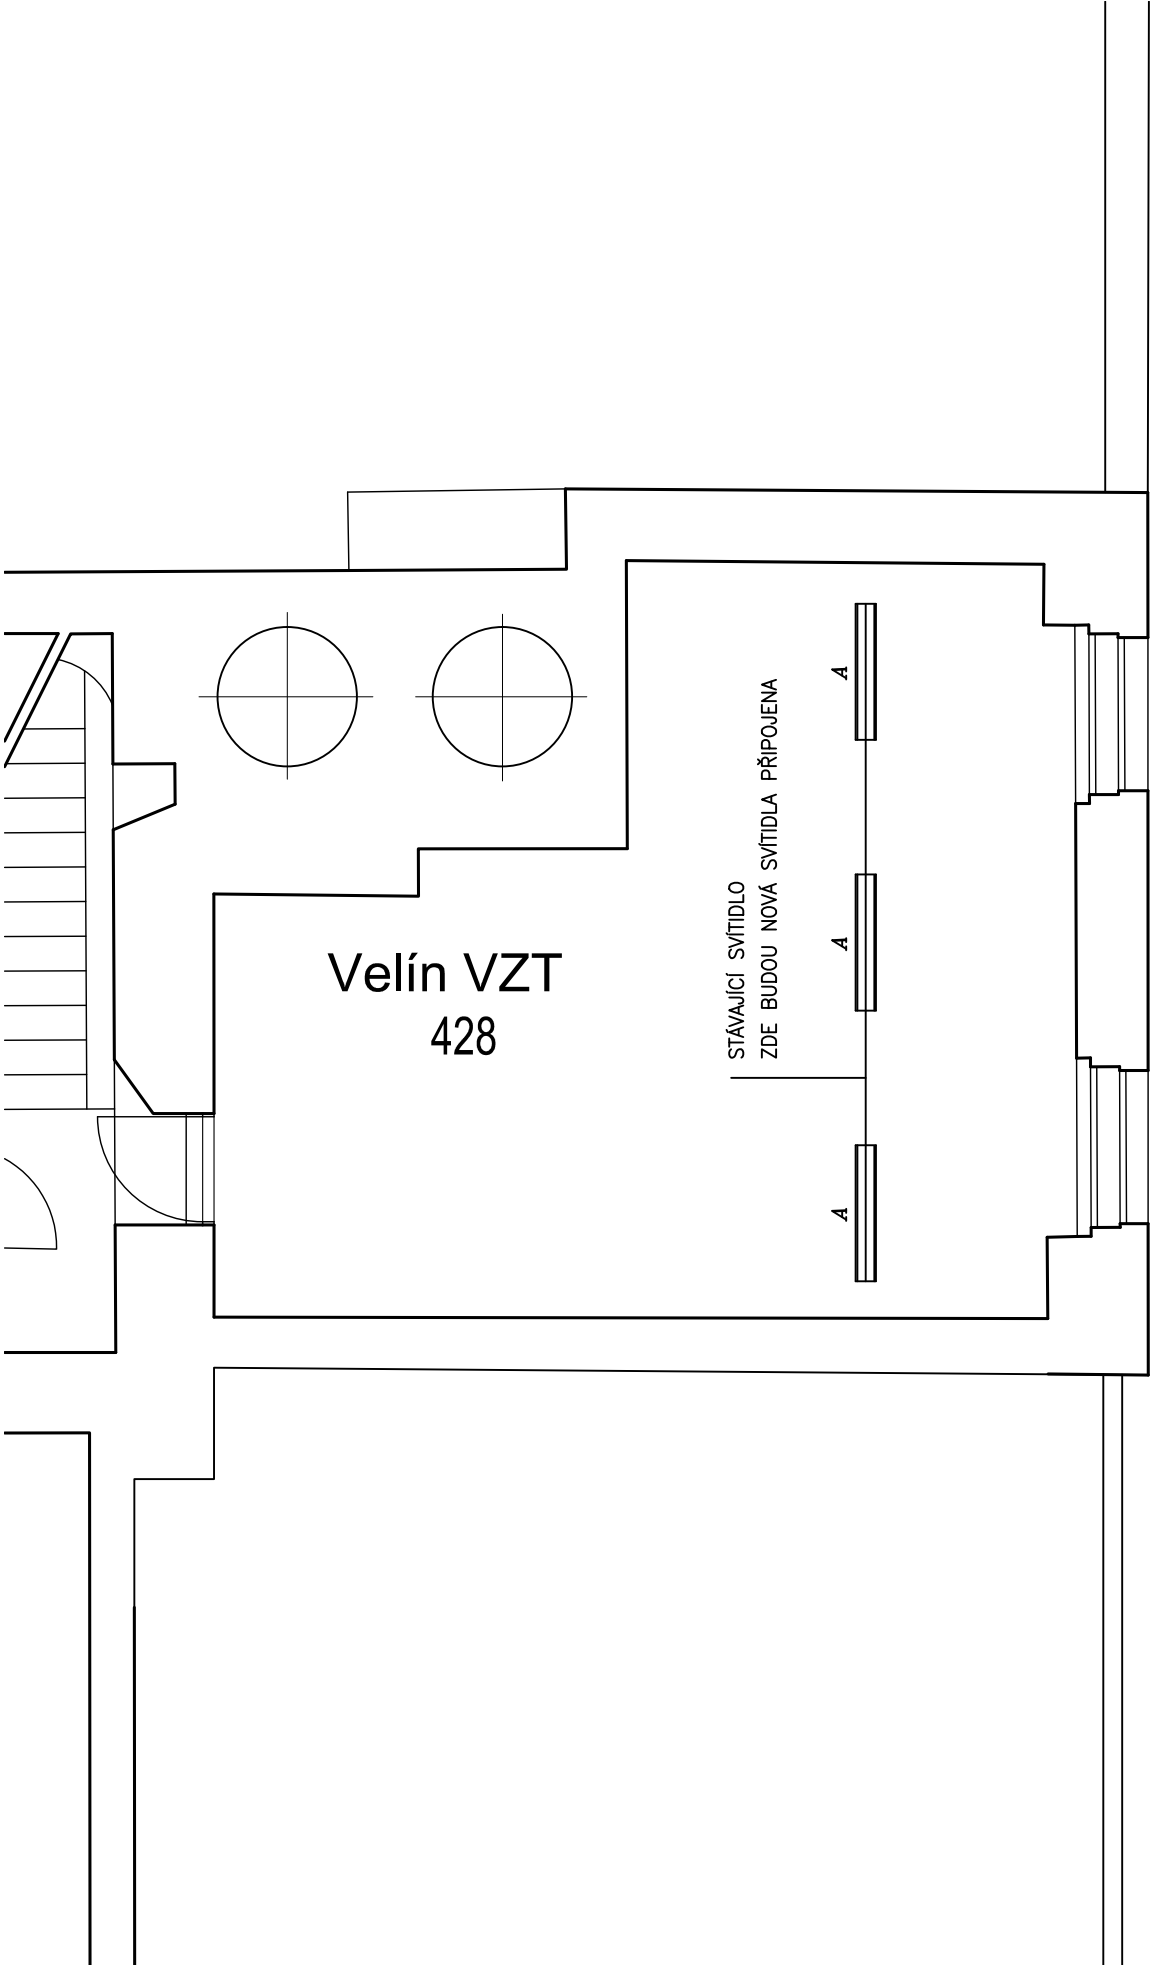 Velín VZT
428
STÁVAJÍCÍ SVÍTIDLO
ZDE BUDOU NOVÁ SVÍTIDLA PŘIPOJENA
A
A
A